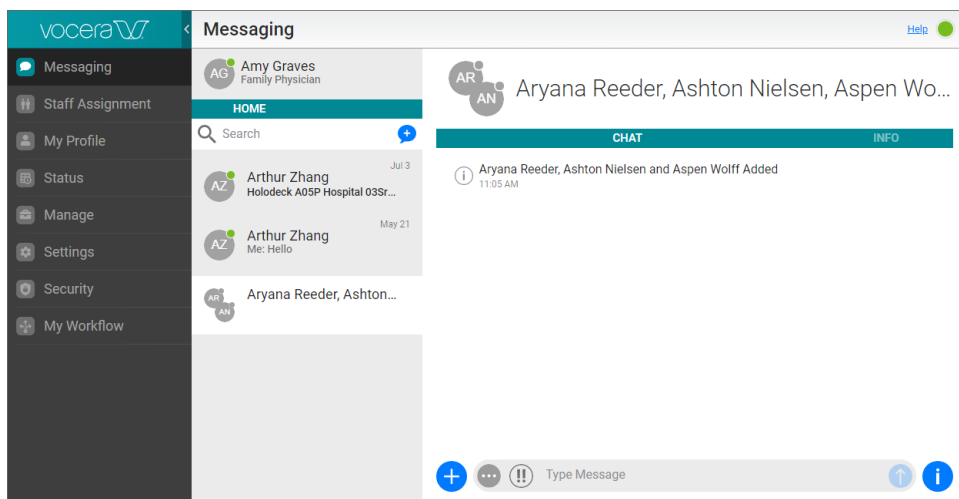 vocera
Messaging
Help
Messaging
Staff Assignment
My Profile
Status
Manage
Settings
Security
My Workflow
AG
Amy Graves
Family Physician
HOME
Search
Jul 3
AZ
Arthur Zhang
Holodeck A05P Hospital 03Sr...
May 21
AZ
Arthur Zhang
Me: Hello
AR
AN
Aryana Reeder, Ashton...
AR
AN
Aryana Reeder, Ashton Nielsen, Aspen Wo...
CHAT INFO
Aryana Reeder, Ashton Nielsen and Aspen Wolff Added
11:05 AM
Type Message